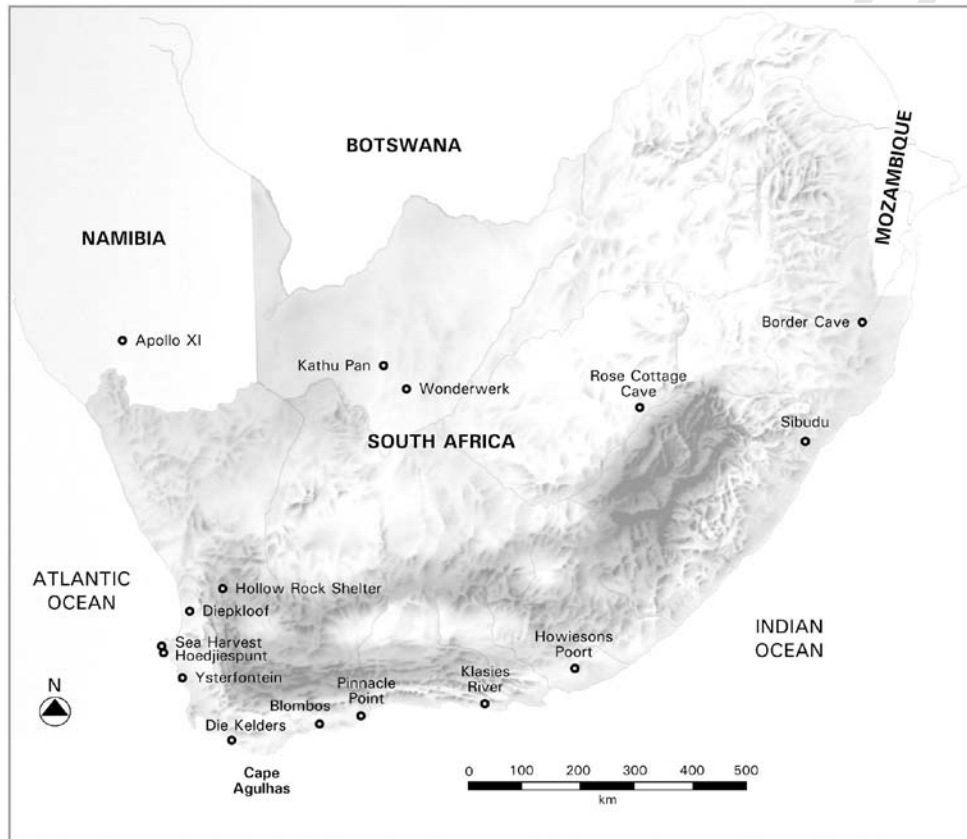 BOTSWANA
MOZAMBIQUE
NAMIBIA
Border Cave
Apollo XI
Kathu Pan
Wonderwerk
Rose Cottage
Cave
Sibudu
SOUTH AFRICA
ATLANTIC
OCEAN
Hollow Rock Shelter
Diepkloof
INDIAN
OCEAN
Howiesons
Poort
Sea Harvest
Hoedjiespunt
Ysterfontein
Klasies
River
Pinnacle
Point
N
Blombos
Die Kelders
Cape
Agulhas
0 100 200 300 400 500
km